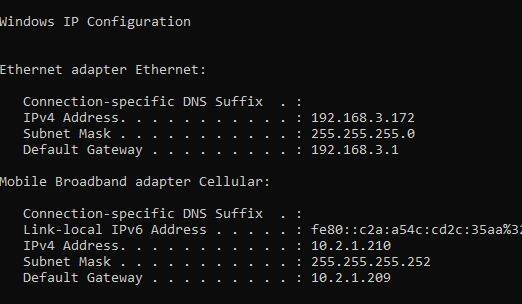 Windows IP Configuration
Ethernet adapter Ethernet:
Connection-specific DNS Suffix  . :
IPv4 Address. . . . . . . . . . . : 192.168.3.172
Subnet Mask . . . . . . . . . . . : 255.255.255.0
Default Gateway . . . . . . . . . : 192.168.3.1
Mobile Broadband adapter Cellular:
Connection-specific DNS Suffix  . :
Link-local IPv6 Address . . . . . : fe80::c2a:a54c:cd2c:35aa%32
IPv4 Address. . . . . . . . . . . : 10.2.1.210
Subnet Mask . . . . . . . . . . . : 255.255.255.252
Default Gateway . . . . . . . . . : 10.2.1.209